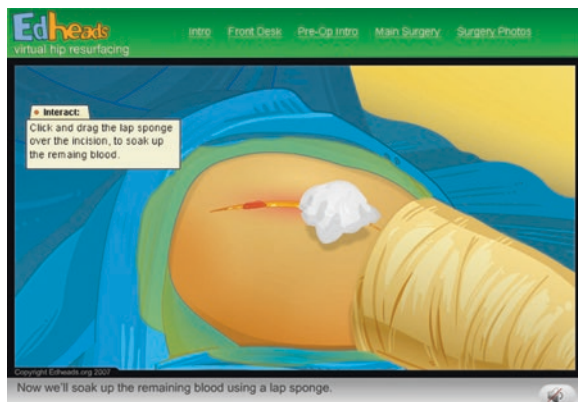 Edheads
virtual hip resurfacing
Intro Front Desk Pre-Op Intro Main Surgery Surgery Photos
Interact:
Click and drag the lap sponge
over the incision, to soak up
the remaing blood.
Copyright Edheads.org 2007
Now we'll soak up the remaining blood using a lap sponge.